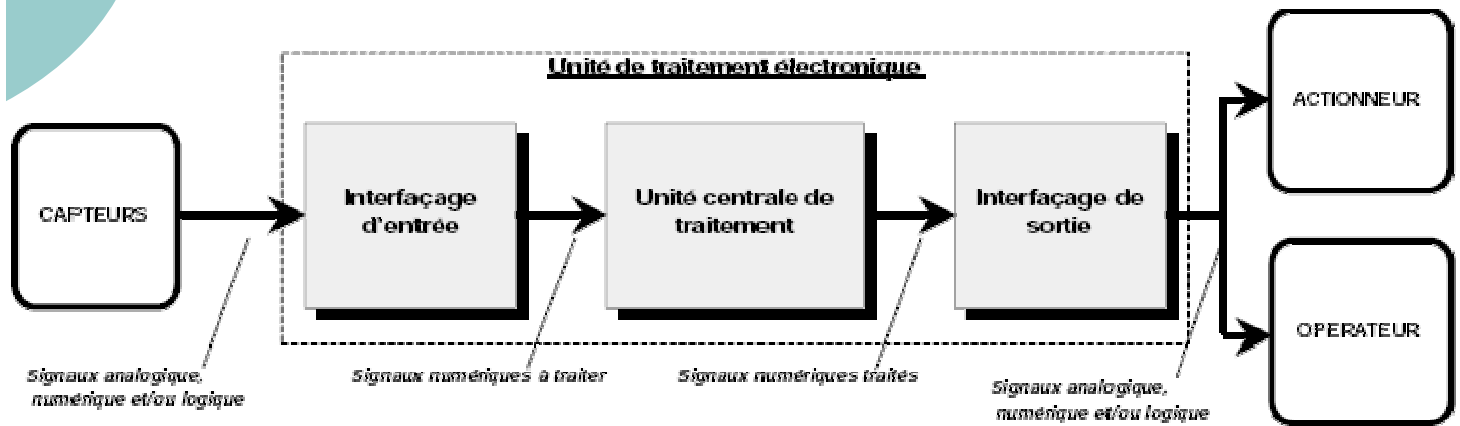 Unité de traitement électronique
CAPTEURS
Interfaçage
d'entrée
Unité centrale de
traitement
Interfaçage de
sortie
ACTIONNEUR
OPERATEUR
Signaux analogique,
numérique et/ou logique
Signaux numériques à traiter
Signaux numériques traités
Signaux analogique,
numérique et/ou logique